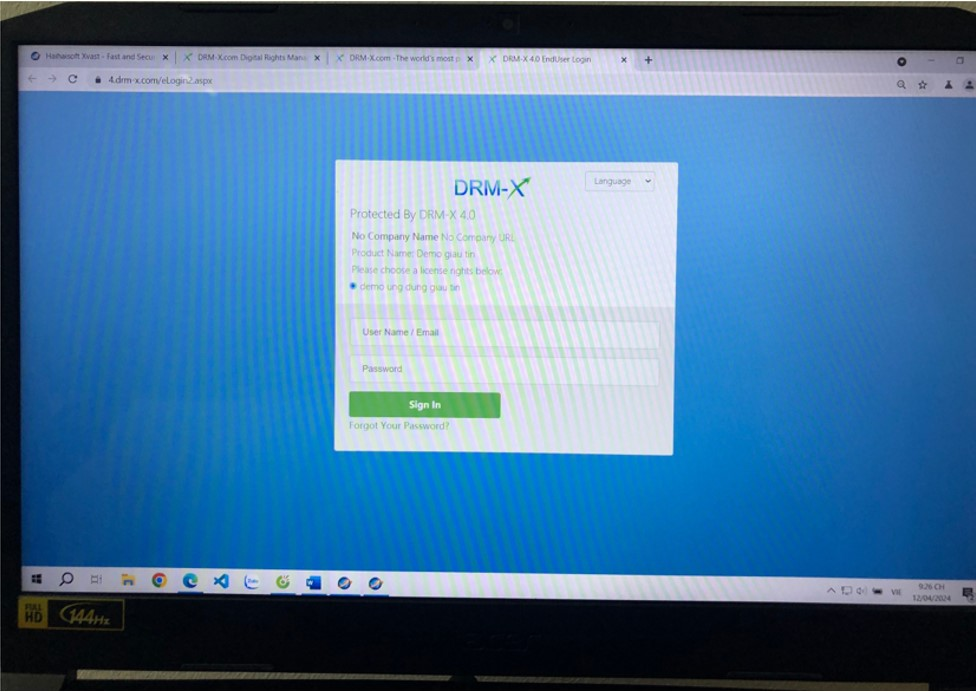 Haihaisoft Xvast - Fast and Secu
DRM-X.com Digital Rights Mana
DRM-X.com -The world's most p
DRM-X 4.0 EndUser Login
4.drm-x.com/eLogin2.aspx
DRM-X
Language
Protected By DRM-X 4.0
No Company Name No Company URL
Product Name: Demo giau tin
Please choose a license rights below:
demo ung dung giau tin
User Name / Email
Password
Sign In
Forgot Your Password?
Zalo
VIE
9:26 CH
12/04/2024
FULL HD
144Hz